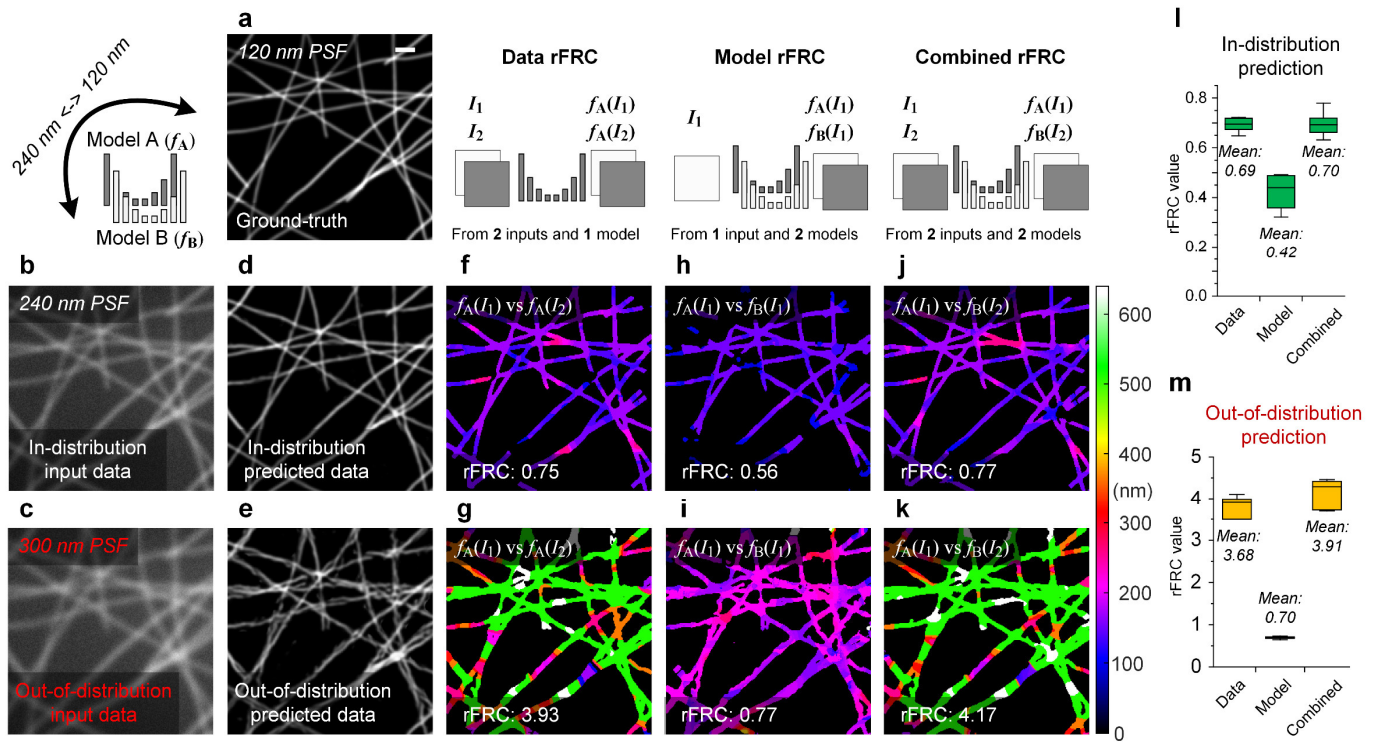 a
120 nm PSF
Ground-truth
240 nm <-> 120 nm
Model A (fA)
Model B (fB)
Data rFRC
I1
I2
fA(I1)
fA(I2)
From 2 inputs and 1 model
Model rFRC
I1
fA(I1)
fB(I1)
From 1 input and 2 models
Combined rFRC
I1
I2
fA(I1)
fB(I2)
From 2 inputs and 2 models
b
240 nm PSF
In-distribution
input data
d
In-distribution
predicted data
f
fA(I1) vs fA(I2)
rFRC: 0.75
h
fA(I1) vs fB(I1)
rFRC: 0.56
j
fA(I1) vs fB(I2)
rFRC: 0.77
c
300 nm PSF
Out-of-distribution
input data
e
Out-of-distribution
predicted data
g
fA(I1) vs fA(I2)
rFRC: 3.93
i
fA(I1) vs fB(I1)
rFRC: 0.77
k
fA(I1) vs fB(I2)
rFRC: 4.17
600
500
400
(nm)
300
200
100
0
l
In-distribution
prediction
rFRC value
0.8
0.6
0.4
0.2
0.0
Mean:
0.69
Mean:
0.42
Mean:
0.70
Data
Model
Combined
m
Out-of-distribution
prediction
rFRC value
5
4
3
2
1
0
Mean:
3.68
Mean:
0.70
Mean:
3.91
Data
Model
Combined